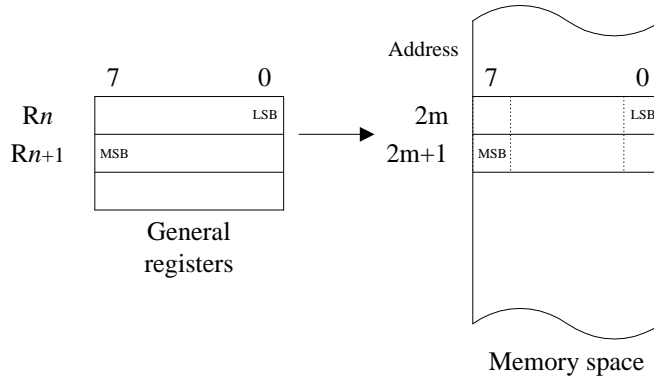 Address
7 0 7 0
Rn LSB 2m LSB
Rn+1 MSB 2m+1 MSB
General
registers
Memory space